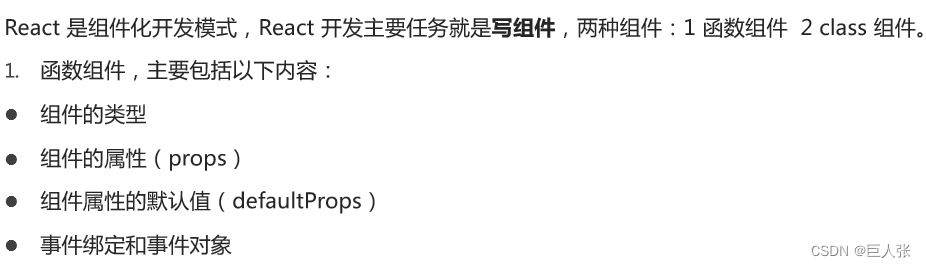 React 是组件化开发模式，React 开发主要任务就是写组件，两种组件：1 函数组件 2 class 组件。
1. 函数组件，主要包括以下内容：
● 组件的类型
● 组件的属性（props）
● 组件属性的默认值（defaultProps）
● 事件绑定和事件对象
CSDN @巨人张